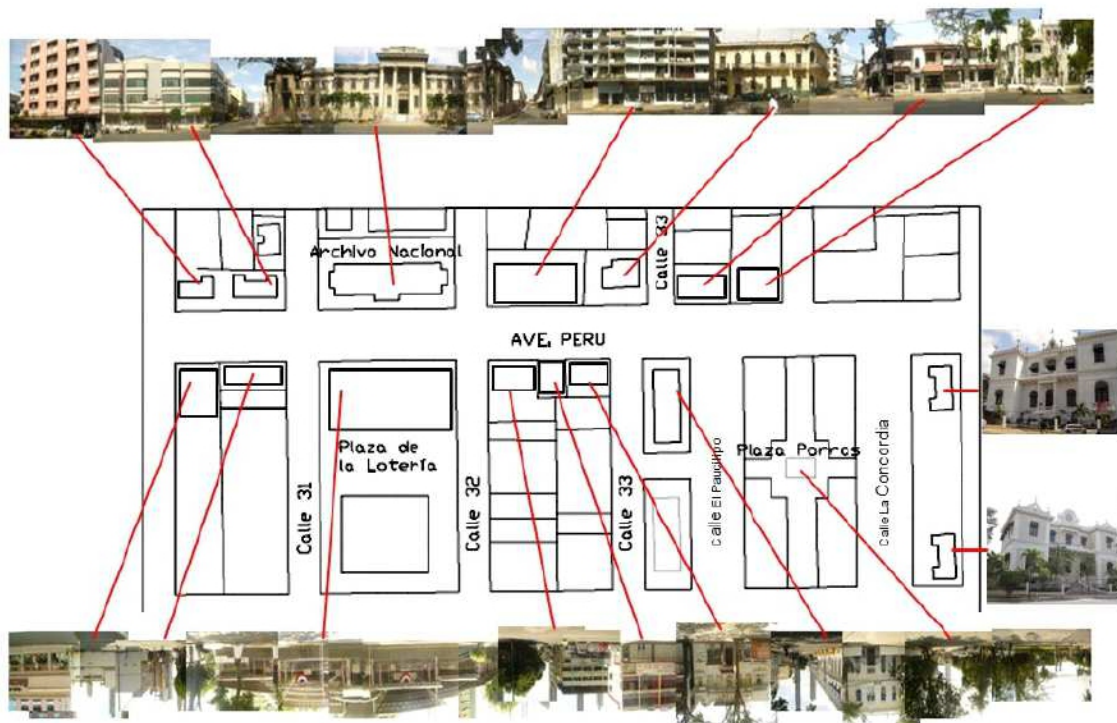 Archivo Nacional
Calle 33
AVE. PERU
Plaza de
la Lotería
Calle 31
Calle 32
Calle 33
Calle El Pauchlipo
Plaza Porras
Calle La Concordia